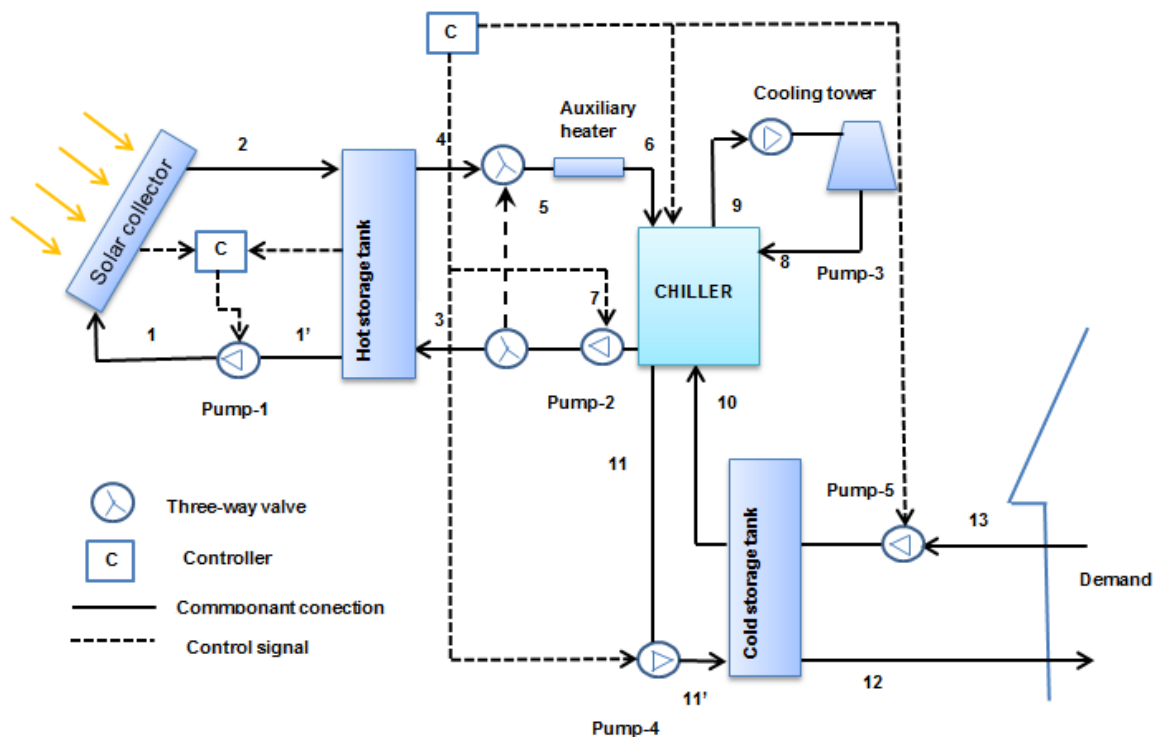 C
Cooling tower
Auxiliary
heater
2
4
6
Solar collector
Hot storage tank
5
9
C
CHILLER
8
Pump-3
7
1
1’
3
Pump-1
Pump-2
10
11
Pump-5
13
Three-way valve
C
Controller
Cold storage tank
Demand
Commponant conection
Control signal
11’
12
Pump-4